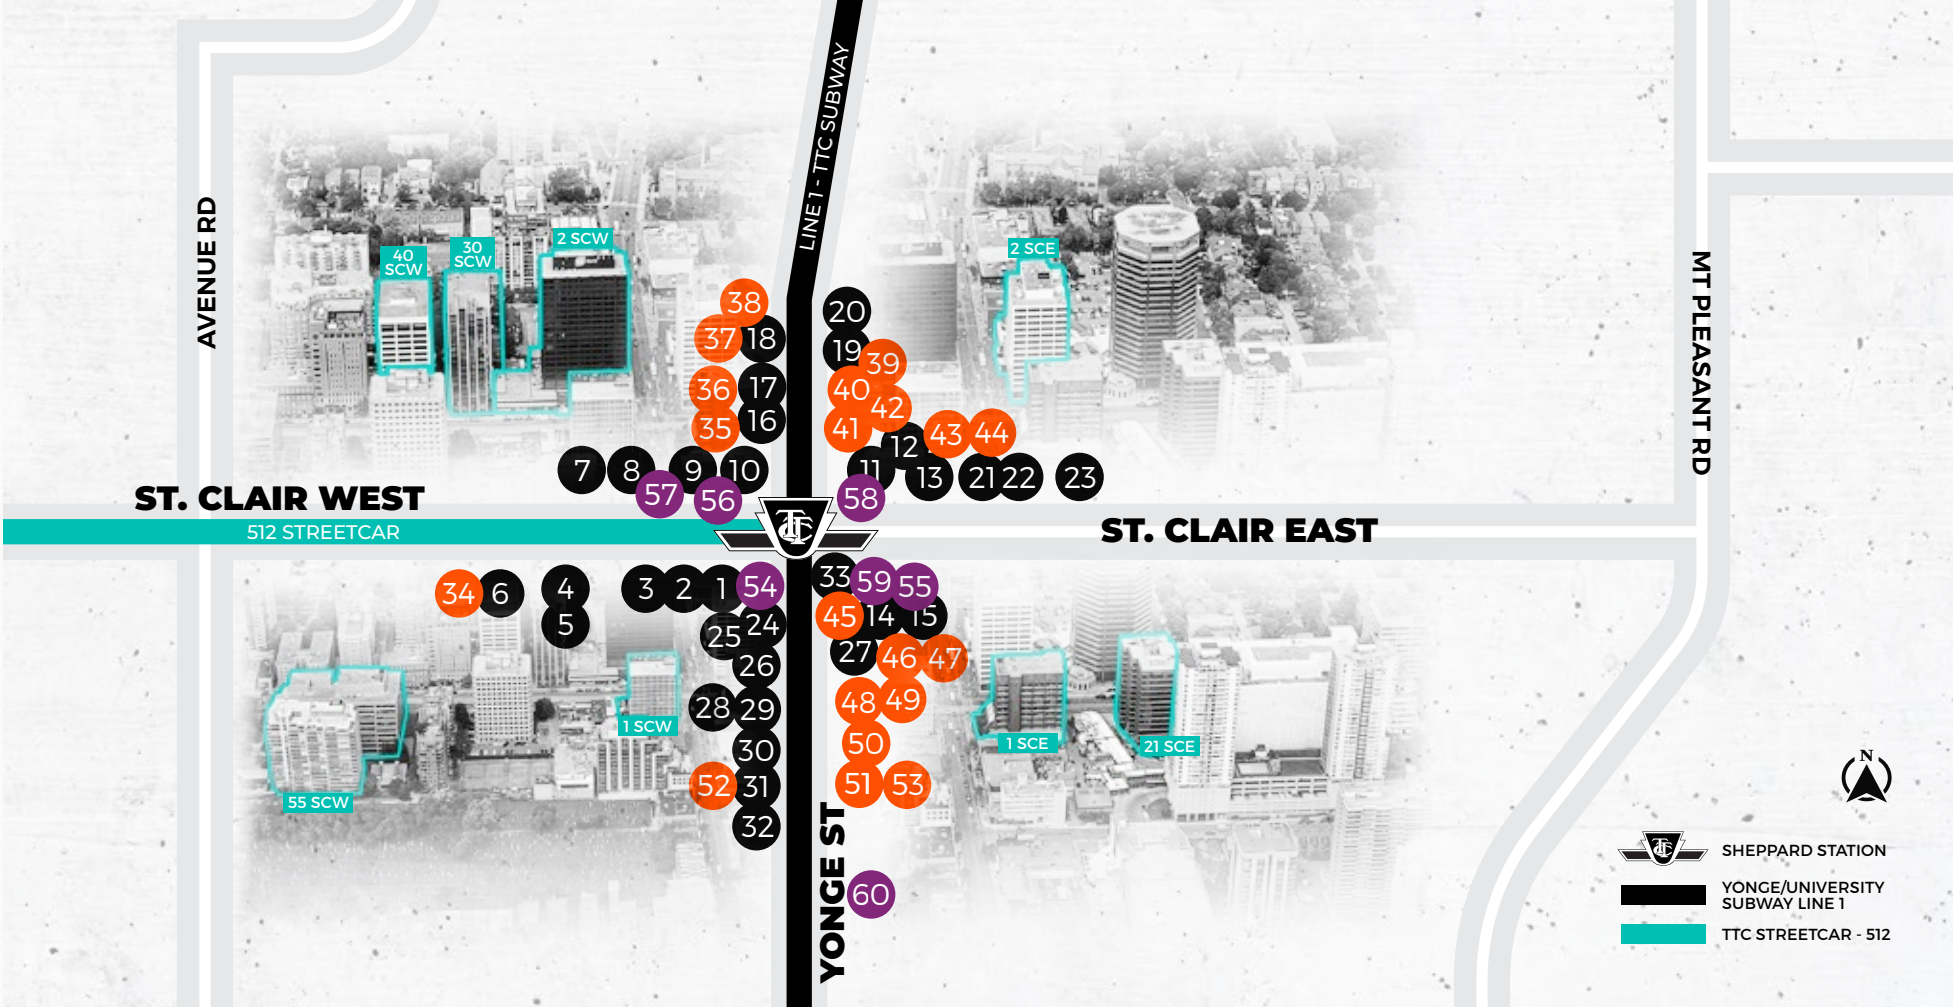 LINE 1 - TTC SUBWAY
AVENUE RD
MT PLEASANT RD
40
SCW
30
SCW
2 SCW
2 SCE
38
20
37
18
19
39
36
17
40
42
35
16
41
12
43
44
7
8
9
10
11
13
21
22
23
57
56
58
ST. CLAIR WEST
512 STREETCAR
TTC
ST. CLAIR EAST
34
6
4
3
2
1
54
33
59
55
5
25
24
45
14
15
26
27
46
47
28
29
48
49
30
50
52
31
51
53
32
60
1 SCW
55 SCW
1 SCE
21 SCE
YONGE ST
N
TTC
SHEPPARD STATION
YONGE/UNIVERSITY
SUBWAY LINE 1
TTC STREETCAR - 512